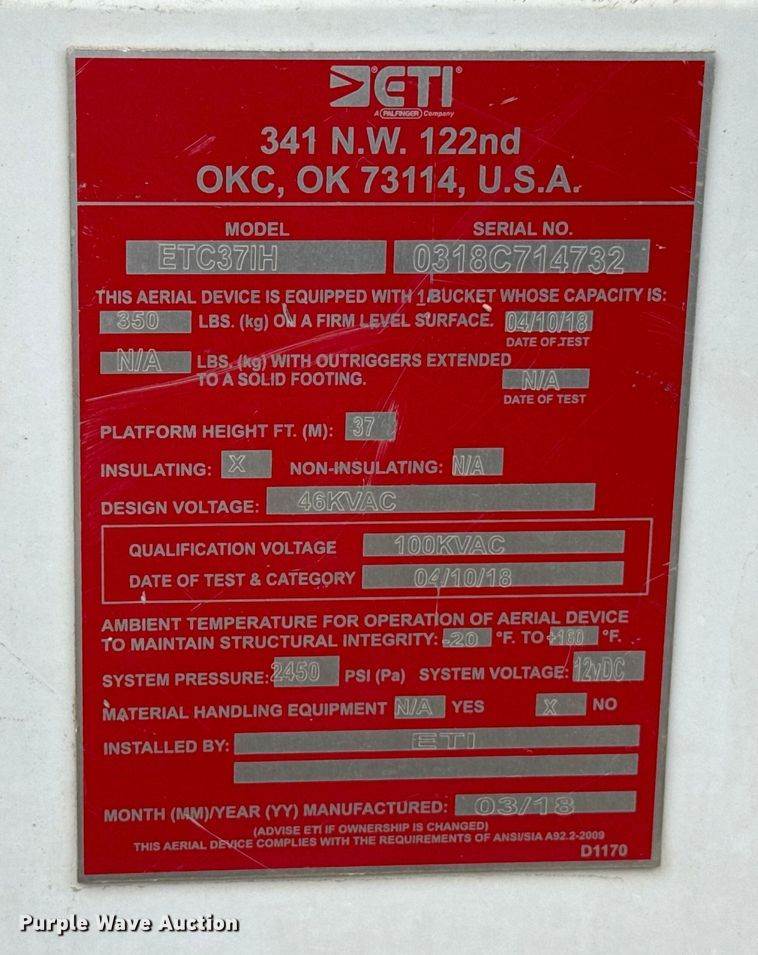 ETI®
A PALFINGER Company
341 N.W. 122nd
OKC, OK 73114, U.S.A.
MODEL SERIAL NO.
ETC37IH 0318C714732
THIS AERIAL DEVICE IS EQUIPPED WITH 1 BUCKET WHOSE CAPACITY IS:
350 LBS. (kg) ON A FIRM LEVEL SURFACE. 04/10/18
DATE OF TEST
N/A LBS. (kg) WITH OUTRIGGERS EXTENDED
TO A SOLID FOOTING. N/A
DATE OF TEST
PLATFORM HEIGHT FT. (M): 37
INSULATING: X NON-INSULATING: N/A
DESIGN VOLTAGE: 46KVAC
QUALIFICATION VOLTAGE 100KVAC
DATE OF TEST & CATEGORY 04/10/18
AMBIENT TEMPERATURE FOR OPERATION OF AERIAL DEVICE
TO MAINTAIN STRUCTURAL INTEGRITY: -20 °F. TO +160 °F.
SYSTEM PRESSURE: 2450 PSI (Pa) SYSTEM VOLTAGE: 12vDC
MATERIAL HANDLING EQUIPMENT N/A YES X NO
INSTALLED BY: ETI
MONTH (MM)/YEAR (YY) MANUFACTURED: 03/18
(ADVISE ETI IF OWNERSHIP IS CHANGED)
THIS AERIAL DEVICE COMPLIES WITH THE REQUIREMENTS OF ANSI/SIA A92.2-2009
D1170
Purple Wave Auction